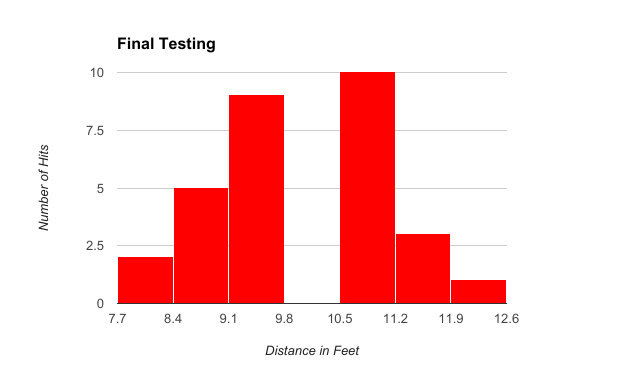 Final Testing
10
7.5
5
2.5
0
Number of Hits
7.7 8.4 9.1 9.8 10.5 11.2 11.9 12.6
Distance in Feet